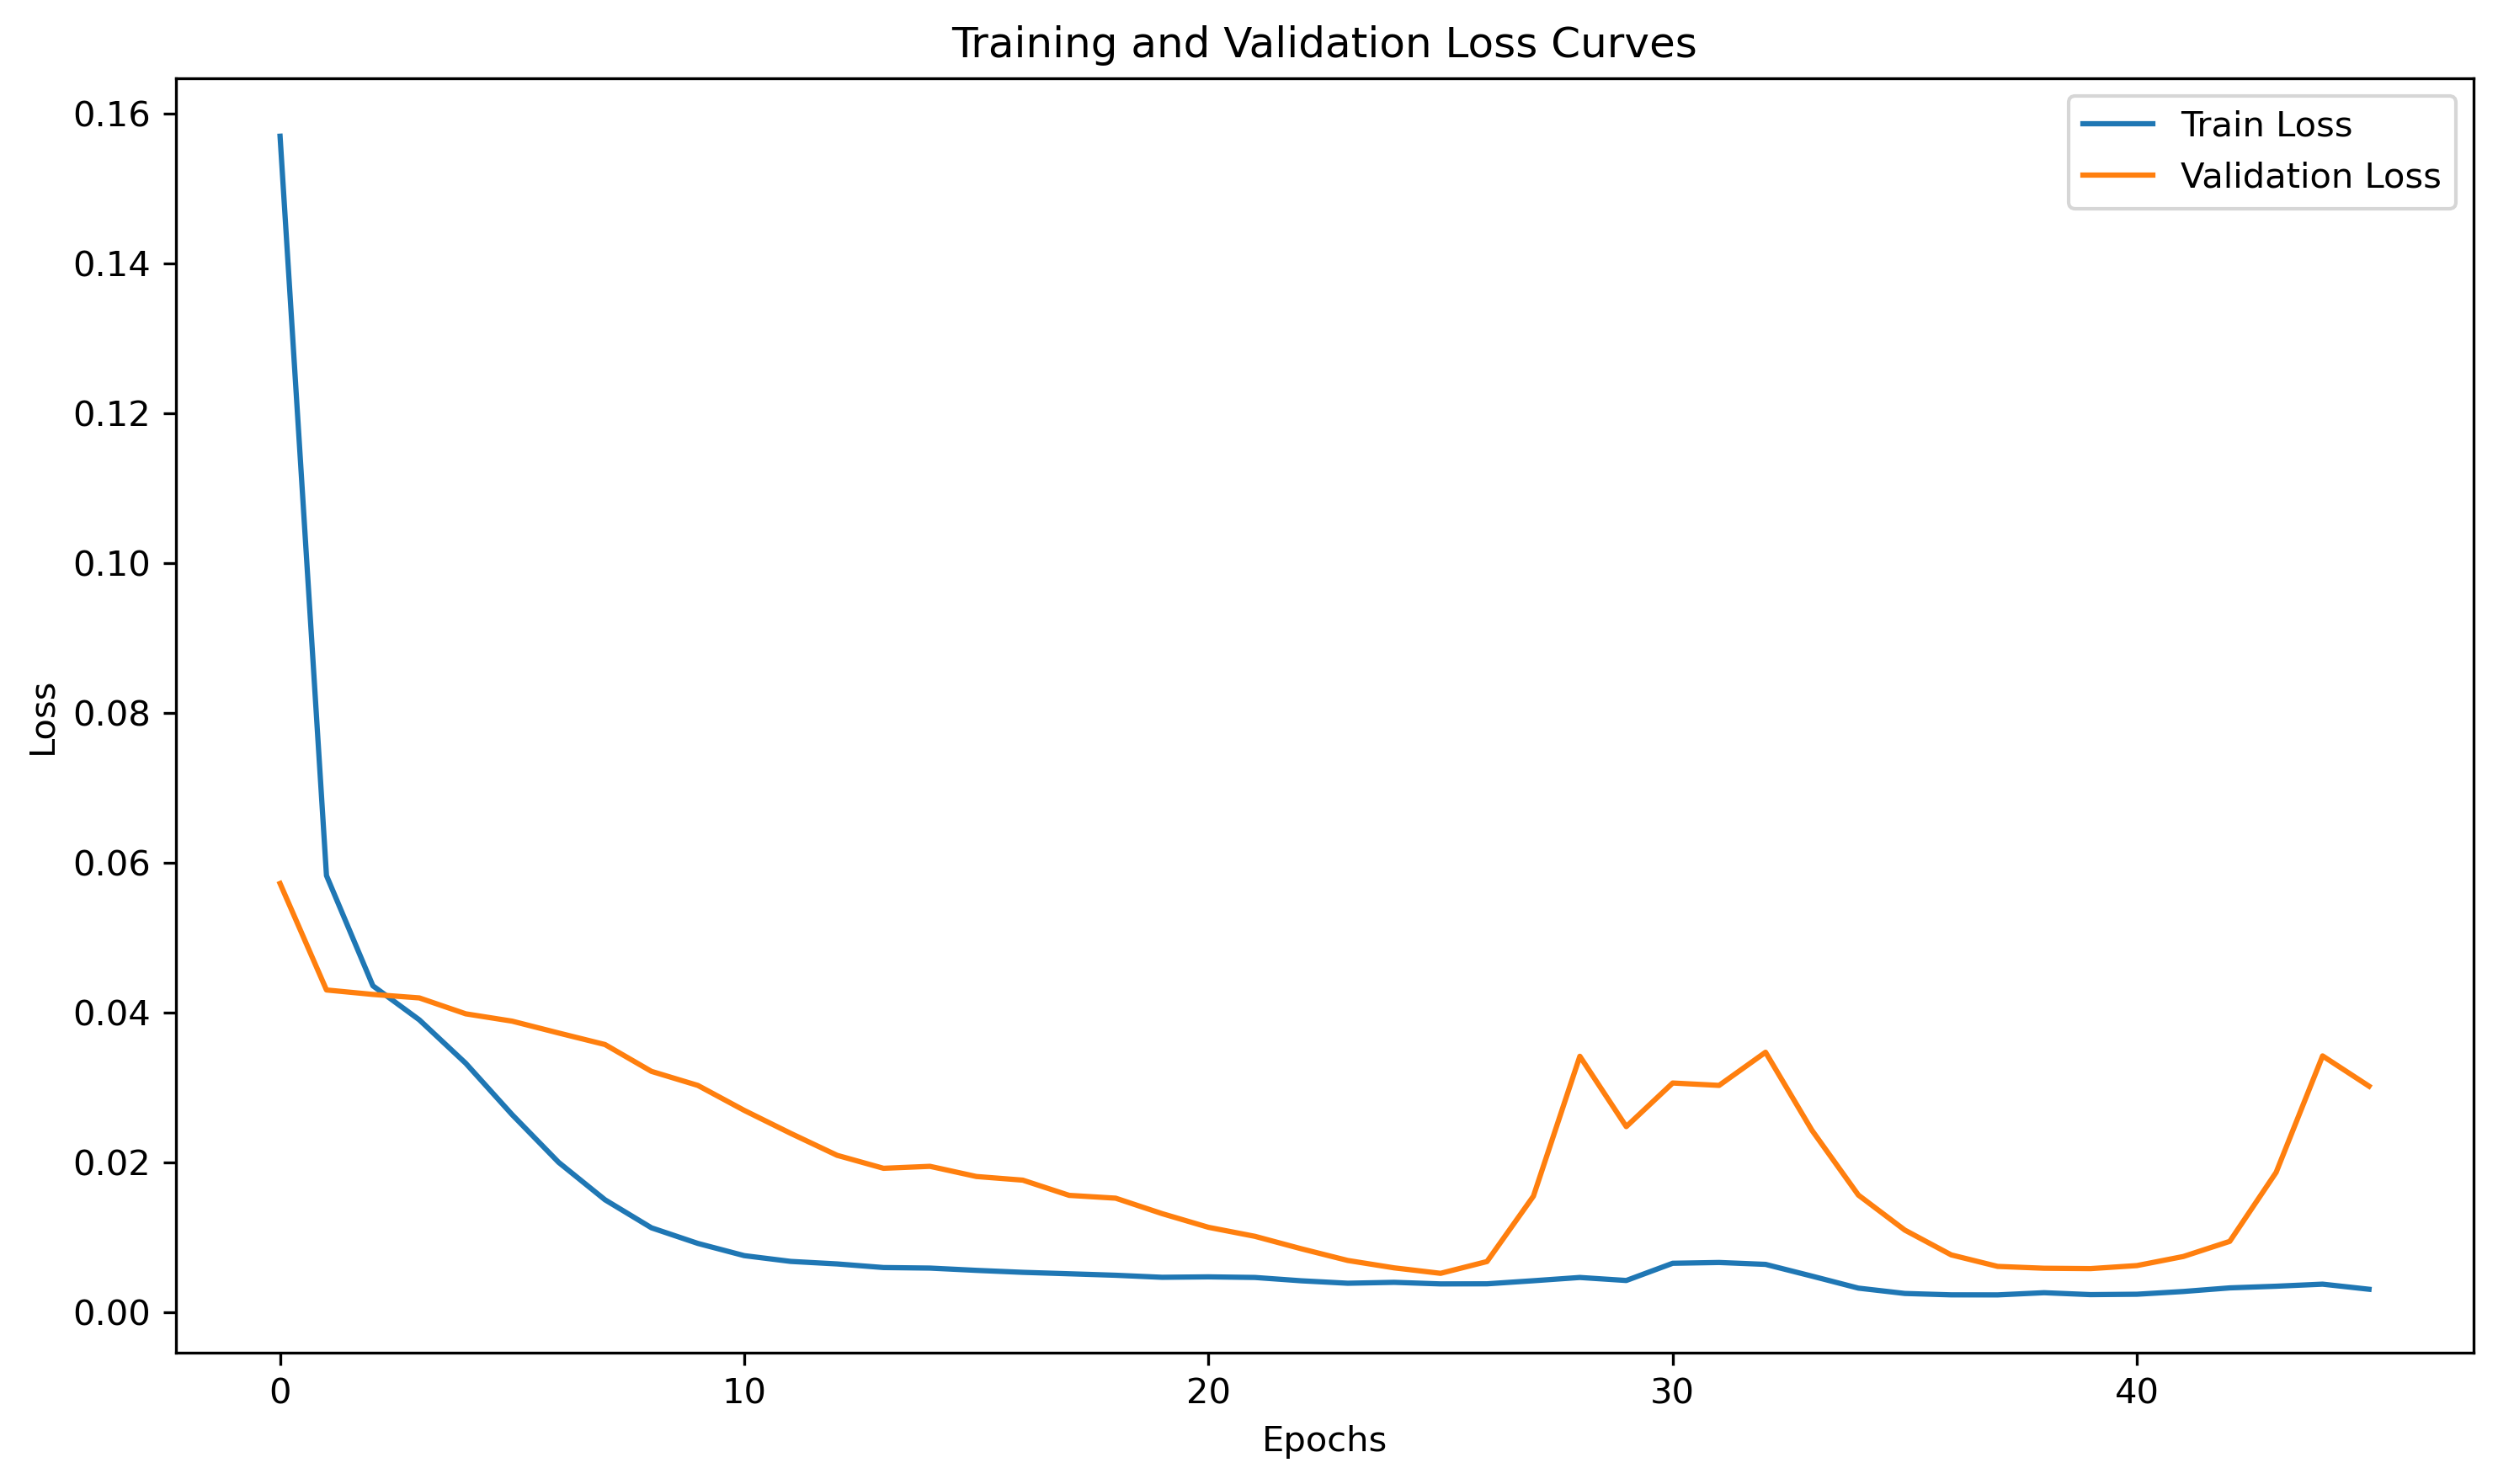 Training and Validation Loss Curves
Train Loss
Validation Loss
0.16
0.14
0.12
0.10
0.08
0.06
0.04
0.02
0.00
Loss
0 10 20 30 40
Epochs